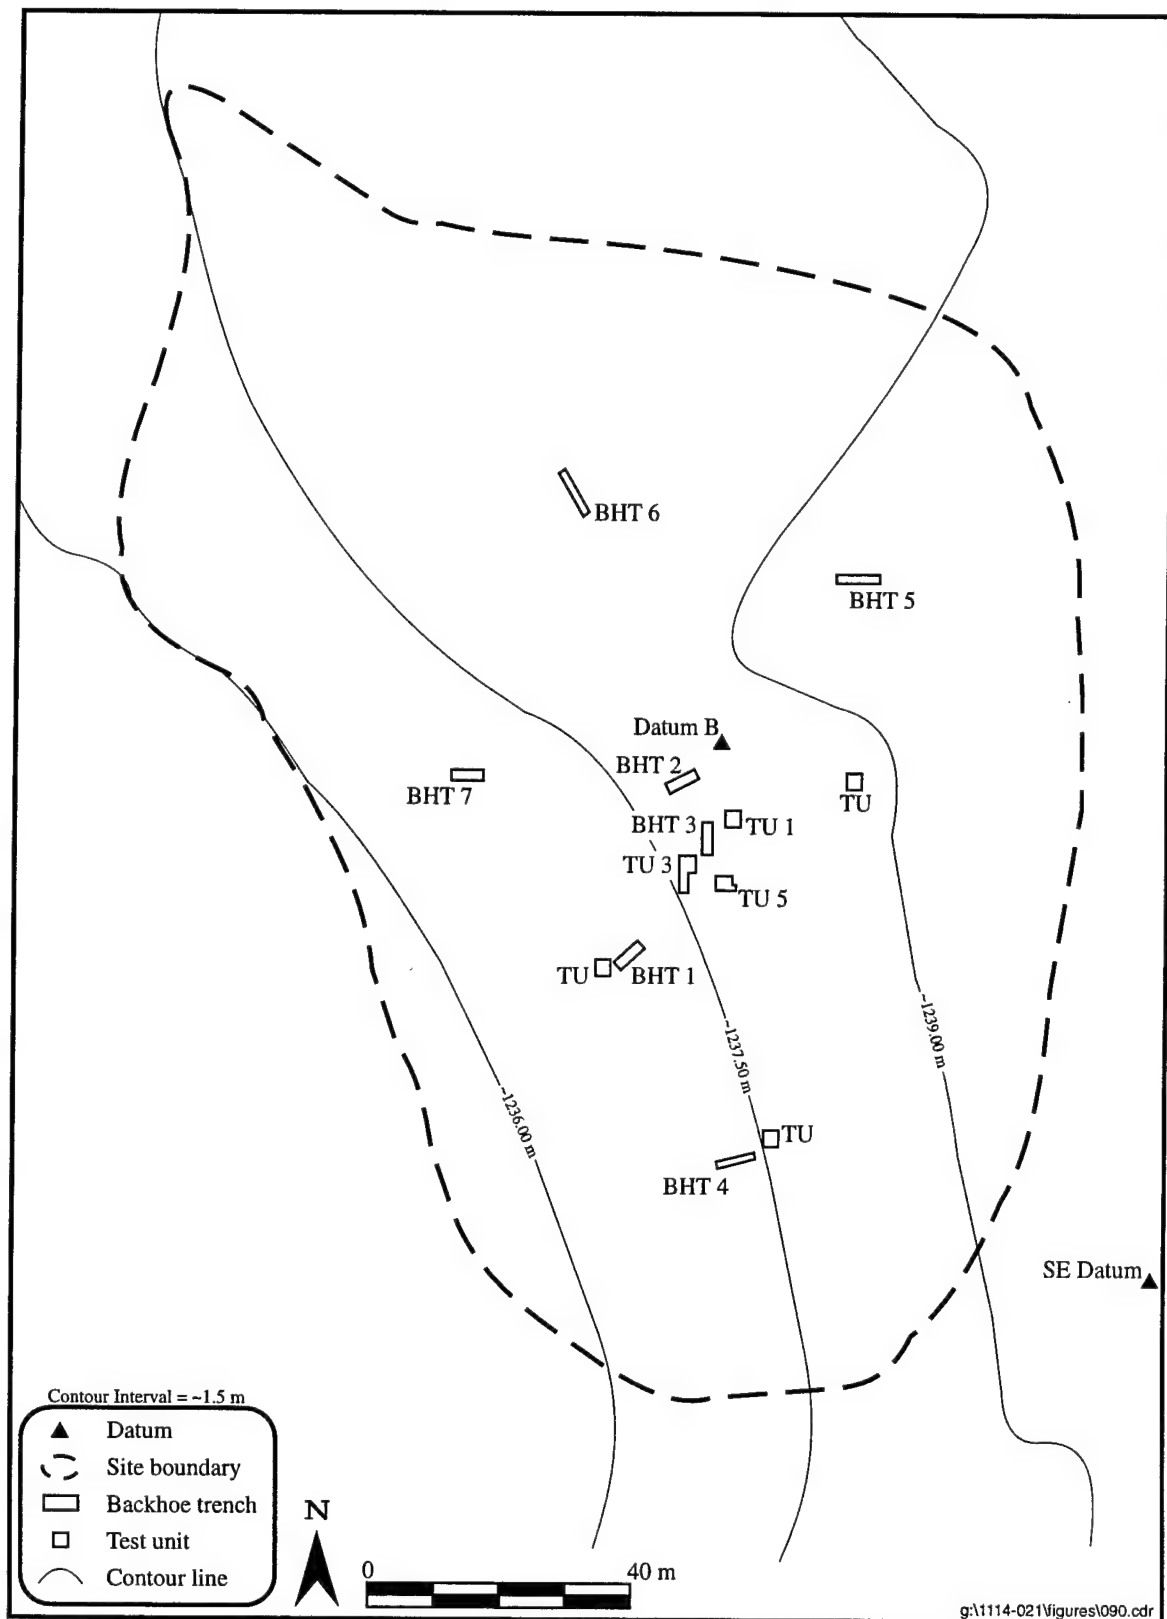 BHT 6
BHT 5
Datum B
BHT 2
BHT 7
TU
BHT 3
TU 1
TU 3
TU 5
TU
BHT 1
~1239.00 m
~1237.50 m
~1236.00 m
TU
BHT 4
SE Datum
Contour Interval = ~1.5 m
Datum
Site boundary
Backhoe trench
Test unit
Contour line
N
0
40 m
g:\1114-021\figures\090.cdr